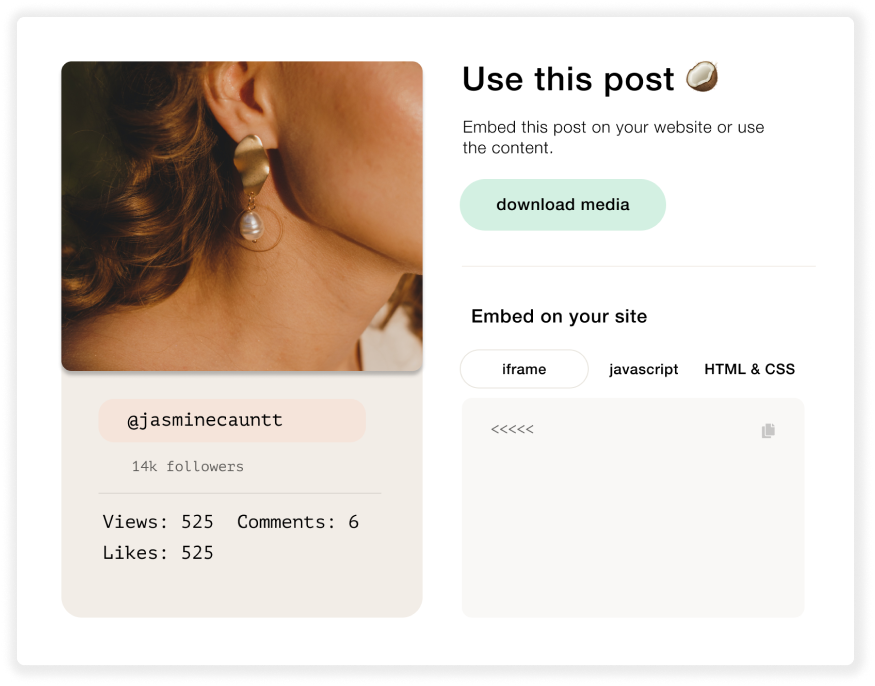 @jasminecauntt
14k followers
Views: 525 Comments: 6
Likes: 525
Use this post 🥥
Embed this post on your website or use
the content.
download media
Embed on your site
iframe javascript HTML & CSS
<<<<<